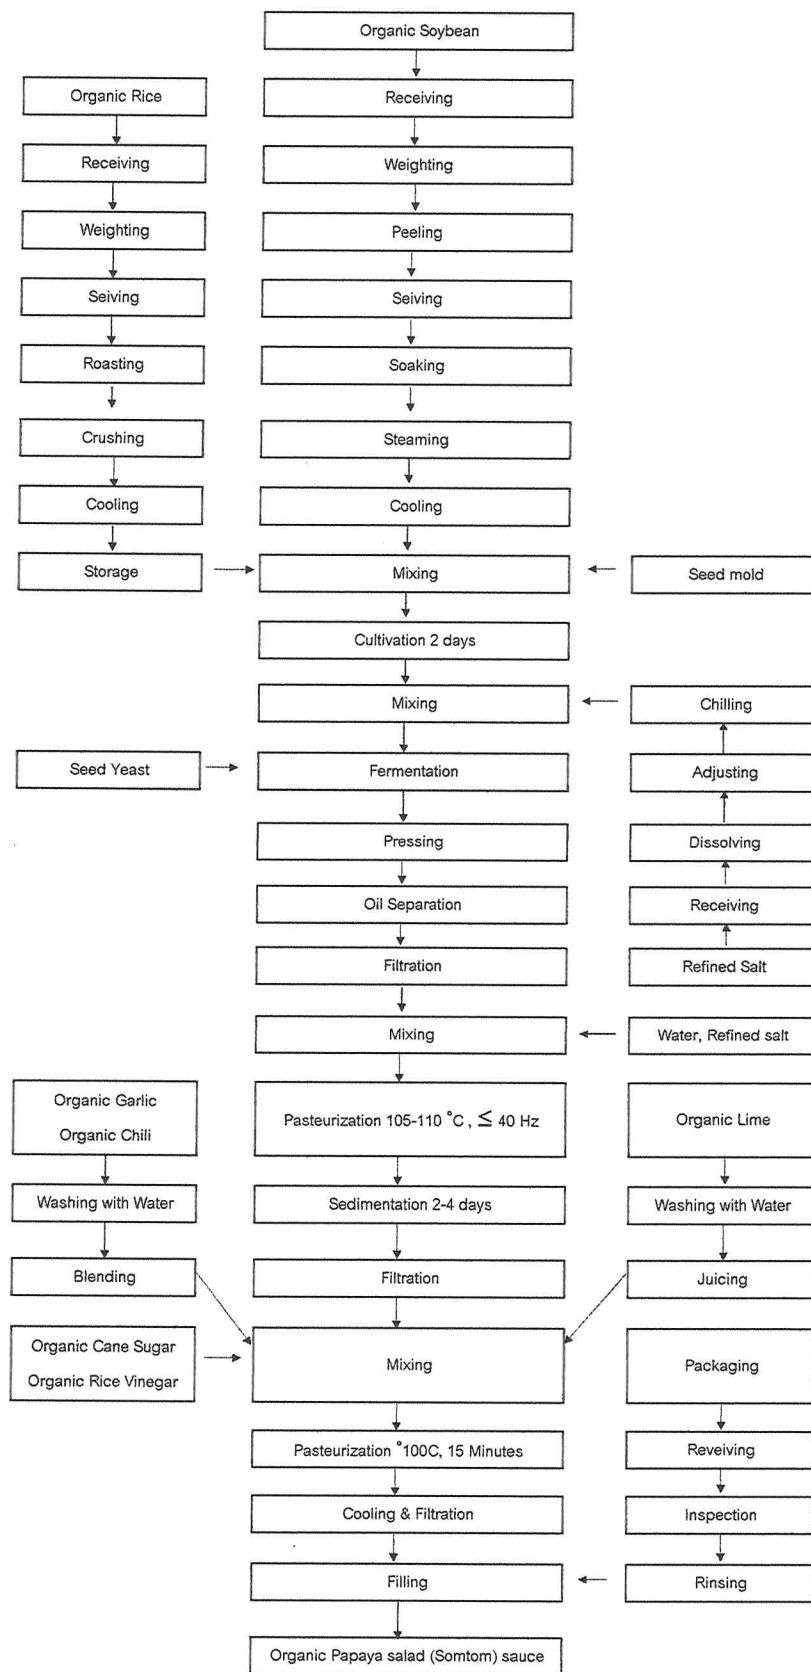 Organic Soybean
Organic Rice
Receiving
Receiving
Weighting
Weighting
Peeling
Seiving
Seiving
Roasting
Soaking
Crushing
Steaming
Cooling
Cooling
Storage
Mixing
Seed mold
Cultivation 2 days
Mixing
Chilling
Seed Yeast
Fermentation
Adjusting
Pressing
Dissolving
Oil Separation
Receiving
Filtration
Refined Salt
Mixing
Water, Refined salt
Organic Garlic
Organic Chili
Pasteurization 105-110 °C , ≤ 40 Hz
Organic Lime
Washing with Water
Sedimentation 2-4 days
Washing with Water
Blending
Filtration
Juicing
Organic Cane Sugar
Organic Rice Vinegar
Mixing
Packaging
Pasteurization °100C, 15 Minutes
Reveiving
Cooling & Filtration
Inspection
Filling
Rinsing
Organic Papaya salad (Somtom) sauce